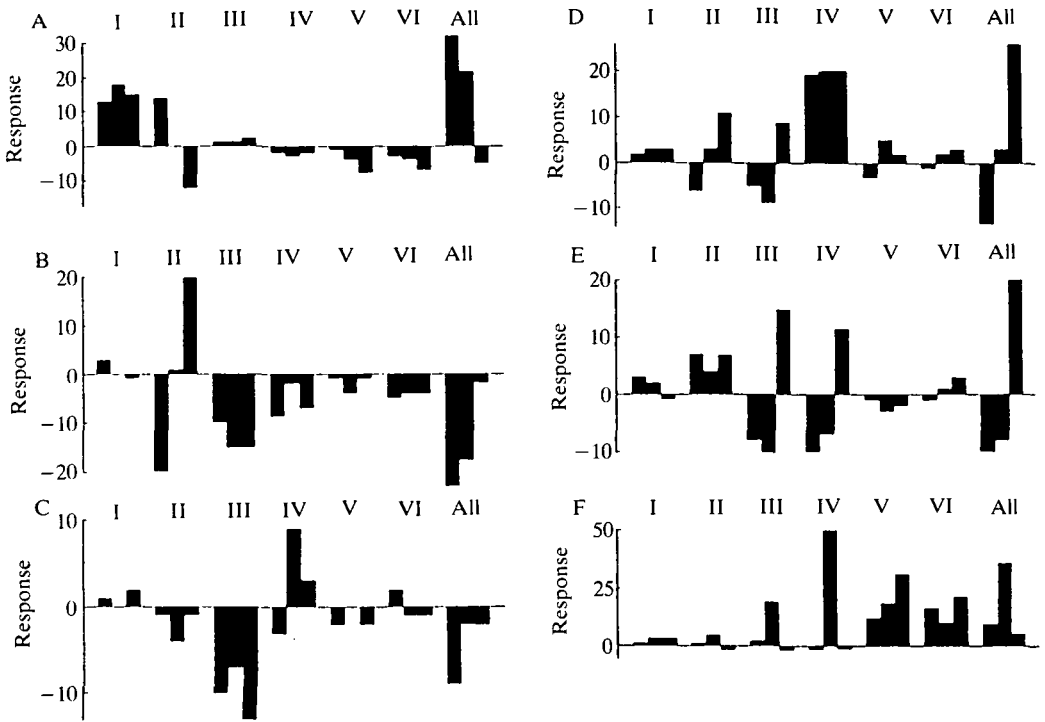 A I II III IV V VI All
Response
30
20
10
0
−10
B I II III IV V VI All
Response
20
10
0
−10
−20
C I II III IV V VI All
Response
10
0
−10
D I II III IV V VI All
Response
20
10
0
−10
E I II III IV V VI All
Response
20
10
0
−10
F I II III IV V VI All
Response
50
25
0